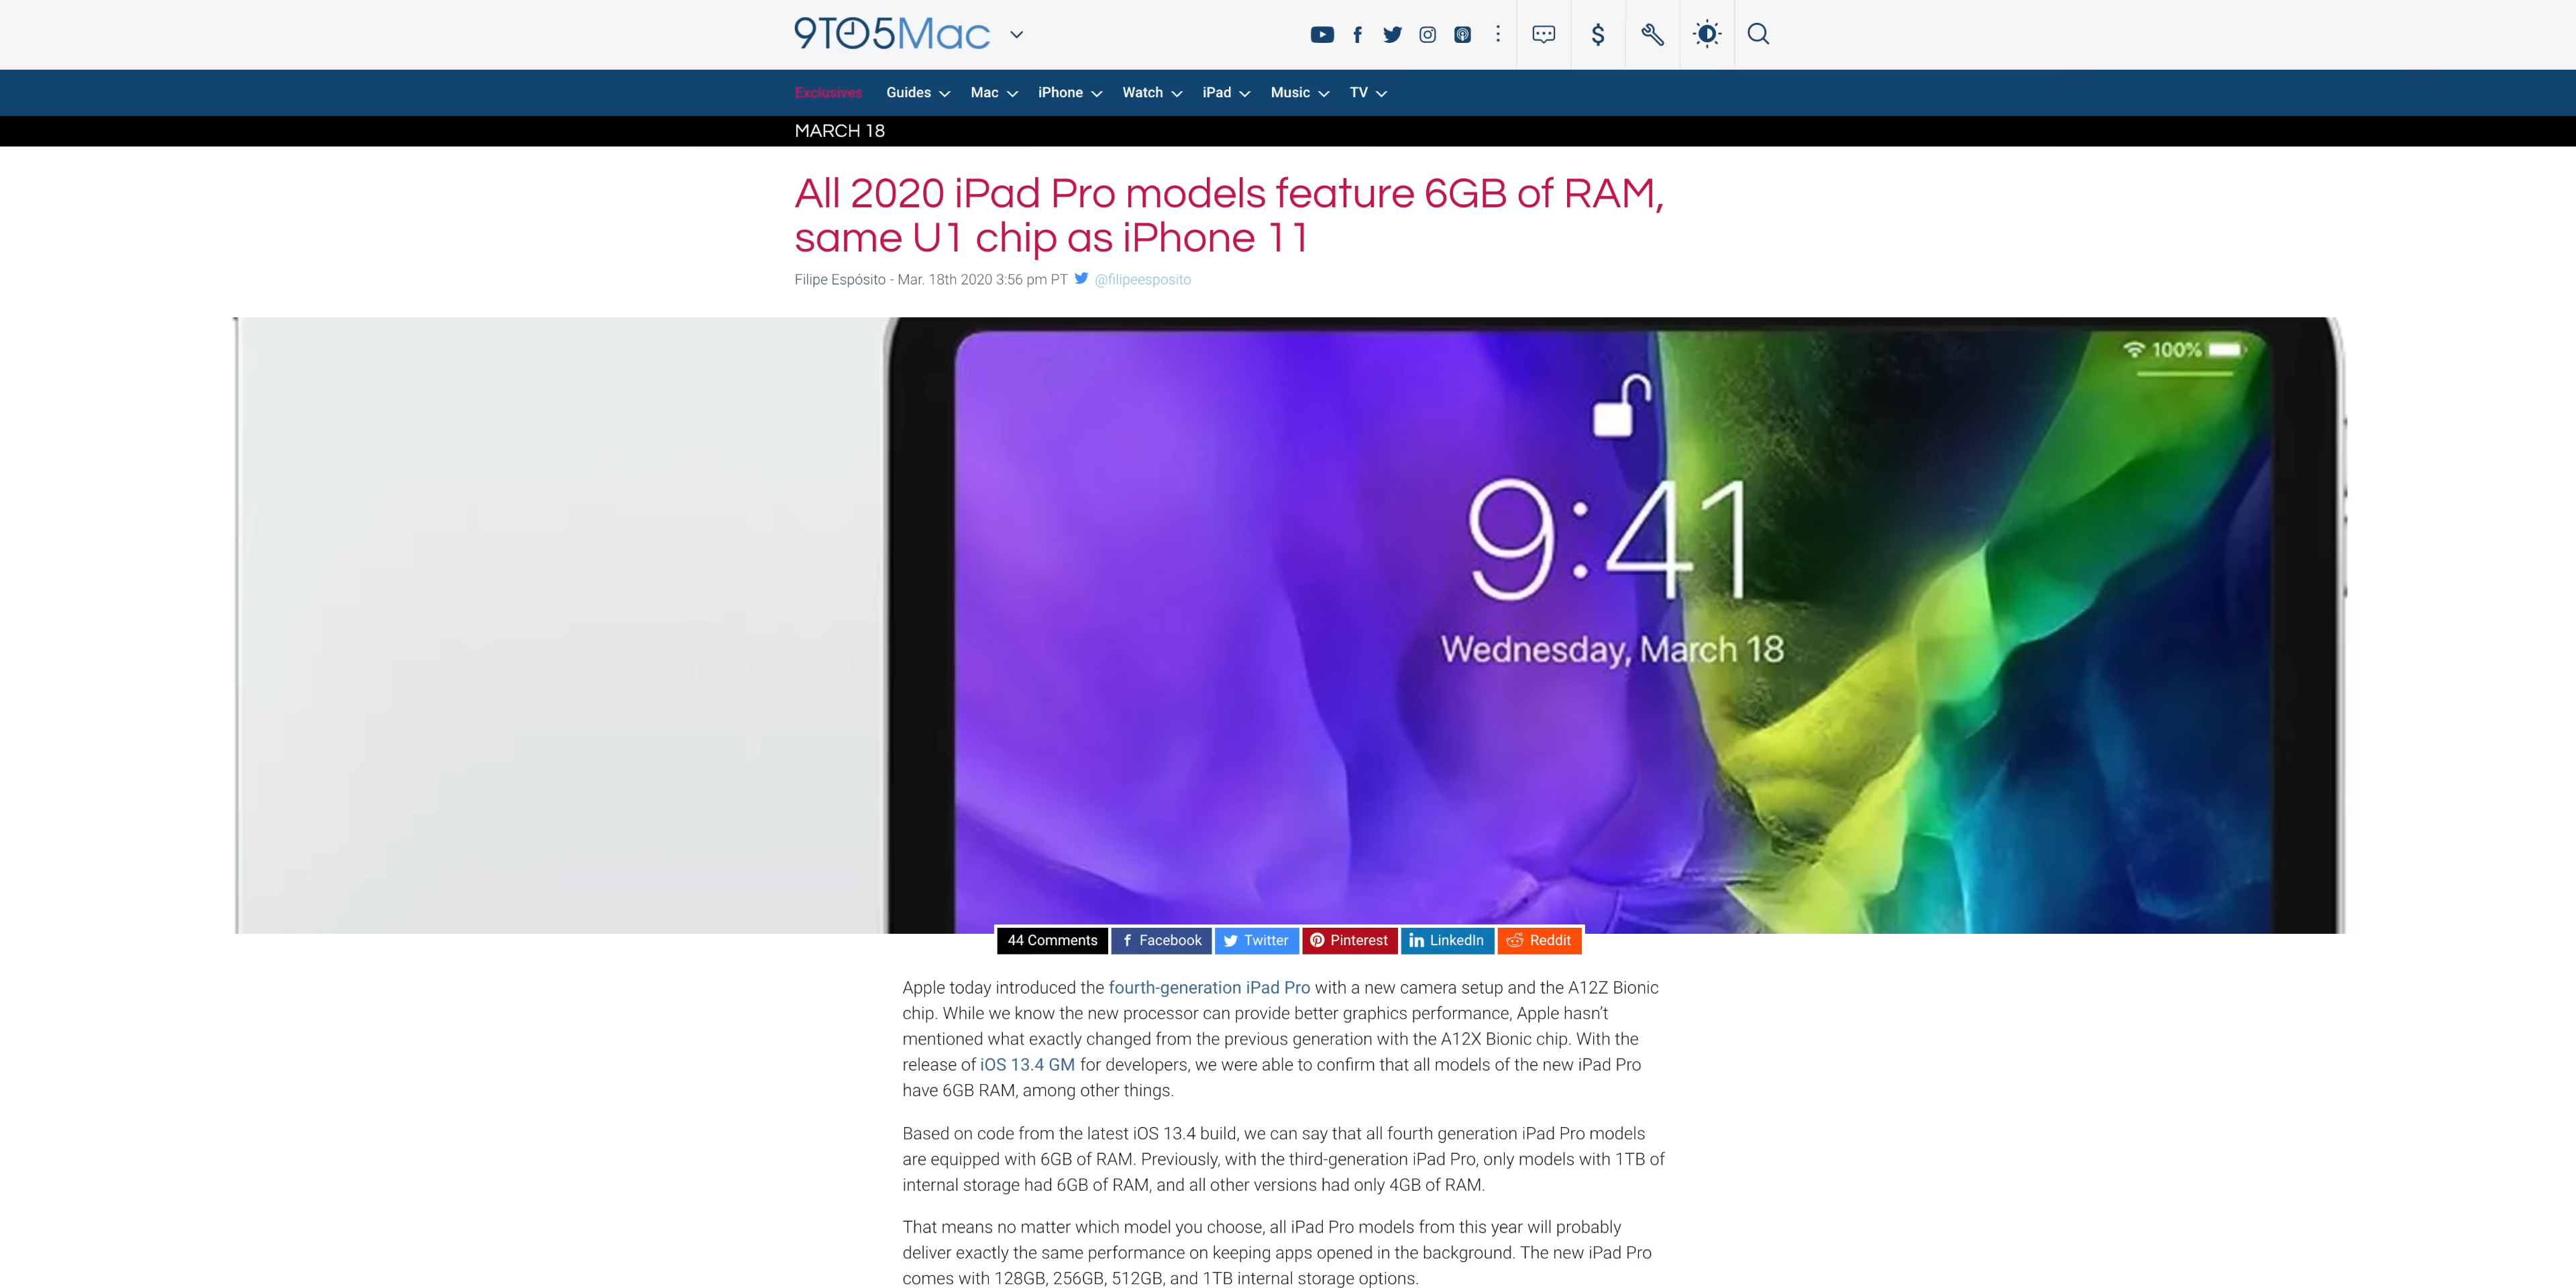 9TO5Mac
Exclusives Guides Mac iPhone Watch iPad Music TV
MARCH 18
All 2020 iPad Pro models feature 6GB of RAM,
same U1 chip as iPhone 11
Filipe Espósito - Mar. 18th 2020 3:56 pm PT @filipeesposito
100%
9:41
Wednesday, March 18
44 Comments Facebook Twitter Pinterest LinkedIn Reddit
Apple today introduced the fourth-generation iPad Pro with a new camera setup and the A12Z Bionic
chip. While we know the new processor can provide better graphics performance, Apple hasn’t
mentioned what exactly changed from the previous generation with the A12X Bionic chip. With the
release of iOS 13.4 GM for developers, we were able to confirm that all models of the new iPad Pro
have 6GB RAM, among other things.
Based on code from the latest iOS 13.4 build, we can say that all fourth generation iPad Pro models
are equipped with 6GB of RAM. Previously, with the third-generation iPad Pro, only models with 1TB of
internal storage had 6GB of RAM, and all other versions had only 4GB of RAM.
That means no matter which model you choose, all iPad Pro models from this year will probably
deliver exactly the same performance on keeping apps opened in the background. The new iPad Pro
comes with 128GB, 256GB, 512GB, and 1TB internal storage options.